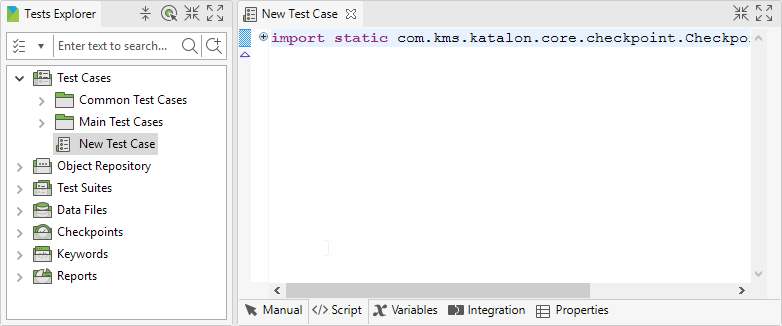 Tests Explorer
Enter text to search...
Test Cases
Common Test Cases
Main Test Cases
New Test Case
Object Repository
Test Suites
Data Files
Checkpoints
Keywords
Reports
New Test Case
import static com.kms.katalon.core.checkpoint.Checkpoi
Manual
</> Script
Variables
Integration
Properties